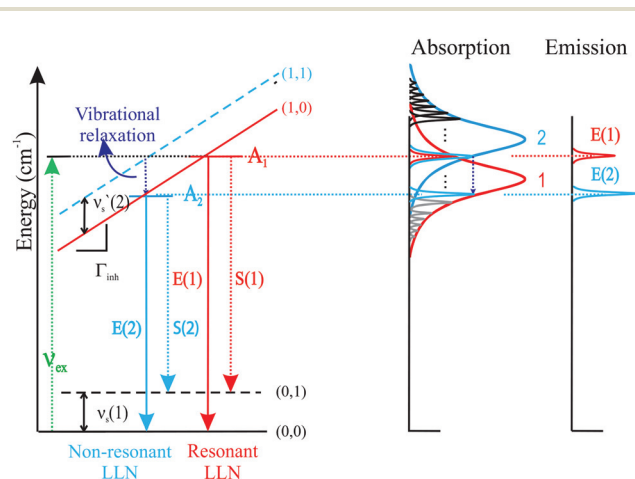 Absorption
Emission
Energy (cm⁻¹)
(1,1)
(1,0)
Vibrational
relaxation
A₁
A₂
νₛ`(2)
Γinh
E(1)
S(1)
E(2)
S(2)
νex
(0,1)
νₛ(1)
(0,0)
Non-resonant
LLN
Resonant
LLN
2
1
E(1)
E(2)